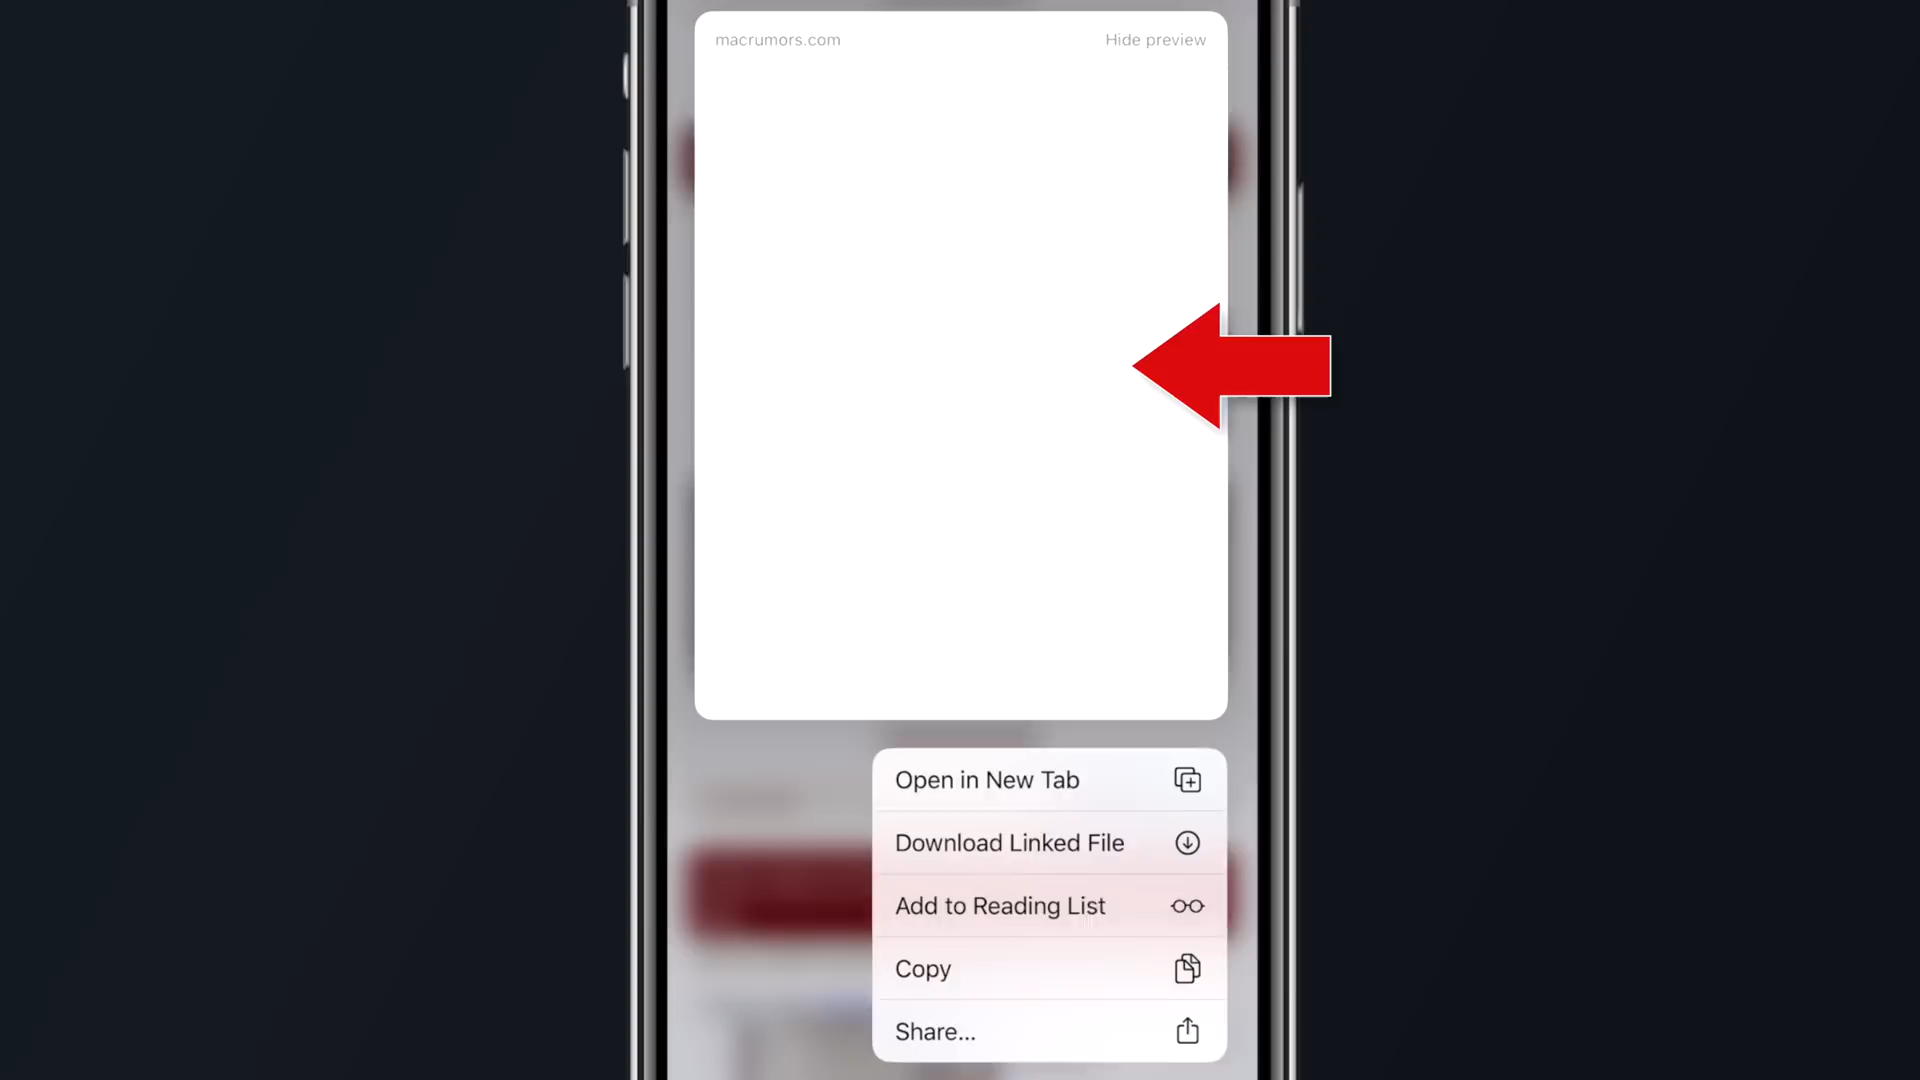 macrumors.com
Hide preview
Open in New Tab
Download Linked File
Add to Reading List
Copy
Share...